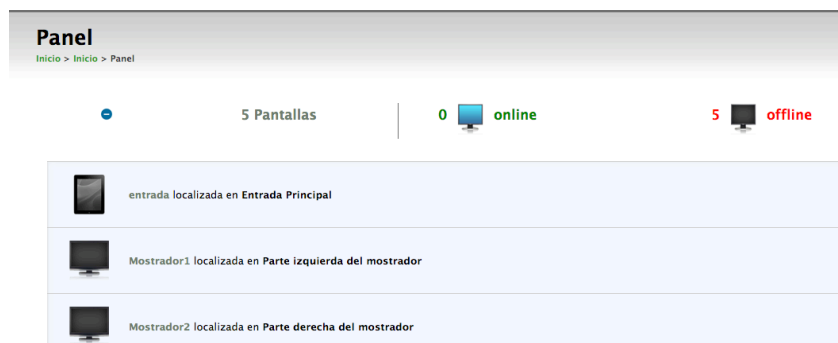 Panel
Inicio > Inicio > Panel
5 Pantallas 0 online 5 offline
entrada localizada en Entrada Principal
Mostrador1 localizada en Parte izquierda del mostrador
Mostrador2 localizada en Parte derecha del mostrador